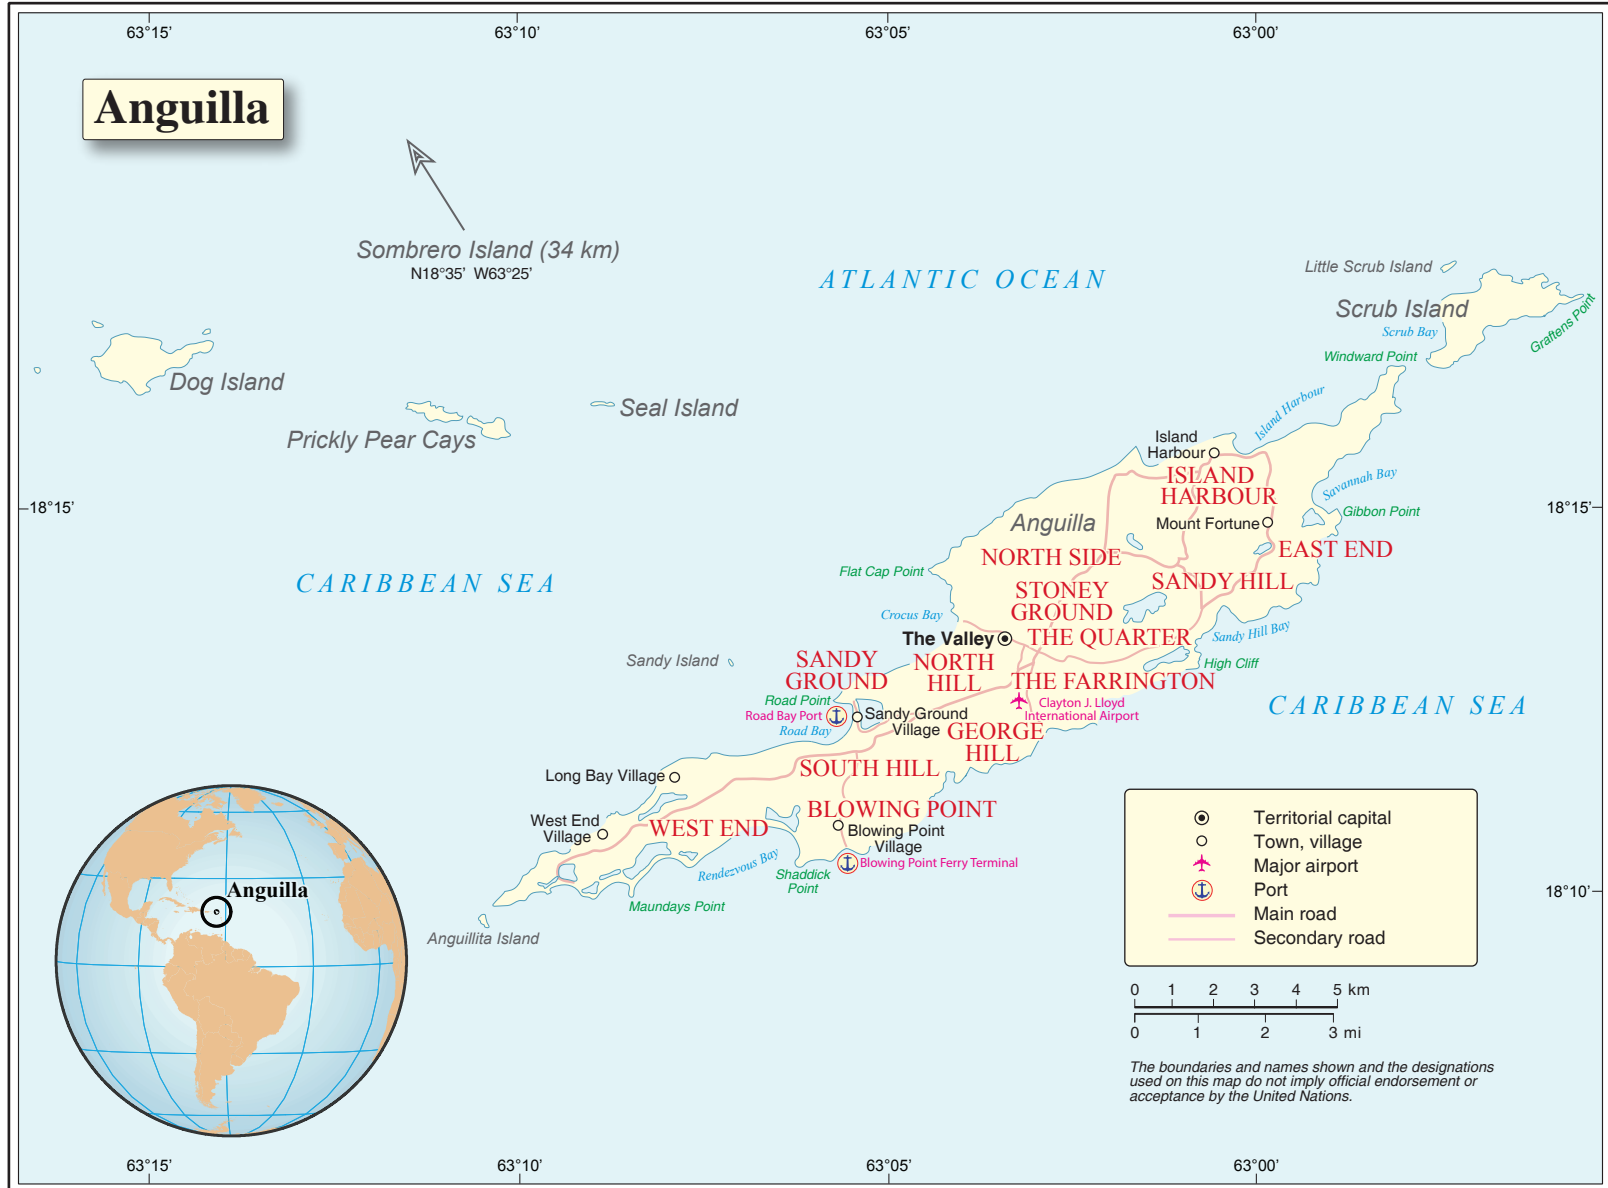 63°15’
63°10’
63°05’
63°00’
Anguilla
Sombrero Island (34 km)
N18°35’ W63°25’
ATLANTIC OCEAN
Little Scrub Island
Scrub Island
Scrub Bay
Graftens Point
Windward Point
Dog Island
Seal Island
Prickly Pear Cays
Island Harbour
Island
Harbour
ISLAND
HARBOUR
Savannah Bay
Gibbon Point
18°15’
18°15’
Anguilla
Mount Fortune
EAST END
NORTH SIDE
Flat Cap Point
CARIBBEAN SEA
SANDY HILL
STONEY
GROUND
Crocus Bay
The Valley
THE QUARTER
Sandy Hill Bay
High Cliff
Sandy Island
SANDY
GROUND
NORTH
HILL
THE FARRINGTON
Road Point
Road Bay Port
Road Bay
Sandy Ground
Village
Clayton J. Lloyd
International Airport
CARIBBEAN SEA
GEORGE
HILL
SOUTH HILL
Long Bay Village
BLOWING POINT
West End
Village
WEST END
Blowing Point
Village
Blowing Point Ferry Terminal
Rendezvous Bay
Shaddick
Point
Maundays Point
Anguillita Island
Anguilla
Territorial capital
Town, village
Major airport
Port
Main road
Secondary road
18°10’
0 1 2 3 4 5 km
0 1 2 3 mi
The boundaries and names shown and the designations
used on this map do not imply official endorsement or
acceptance by the United Nations.
63°15’
63°10’
63°05’
63°00’